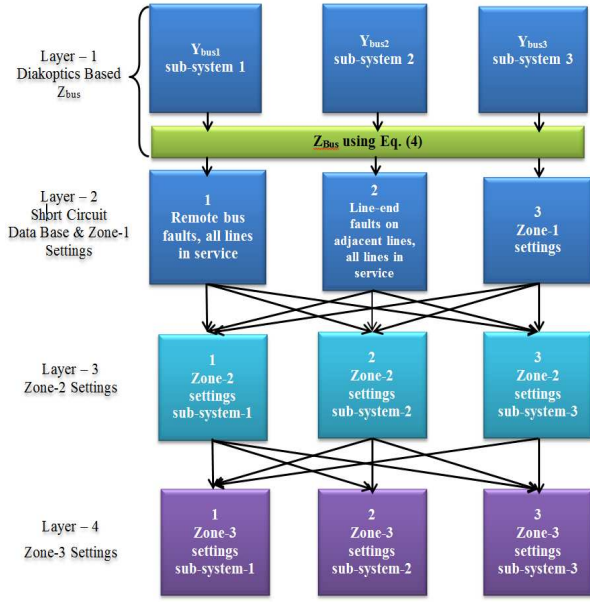 Layer – 1
Diakoptics Based
Zbus
Ybus1
sub-system 1
Ybus2
sub-system 2
Ybus3
sub-system 3
ZBus using Eq. (4)
Layer – 2
Short Circuit
Data Base & Zone-1
Settings
1
Remote bus
faults, all lines
in service
2
Line-end
faults on
adjacent lines,
all lines in
service
3
Zone-1
settings
Layer – 3
Zone-2 Settings
1
Zone-2
settings
sub-system-1
2
Zone-2
settings
sub-system-2
3
Zone-2
settings
sub-system-3
Layer – 4
Zone-3 Settings
1
Zone-3
settings
sub-system-1
2
Zone-3
settings
sub-system-2
3
Zone-3
settings
sub-system-3